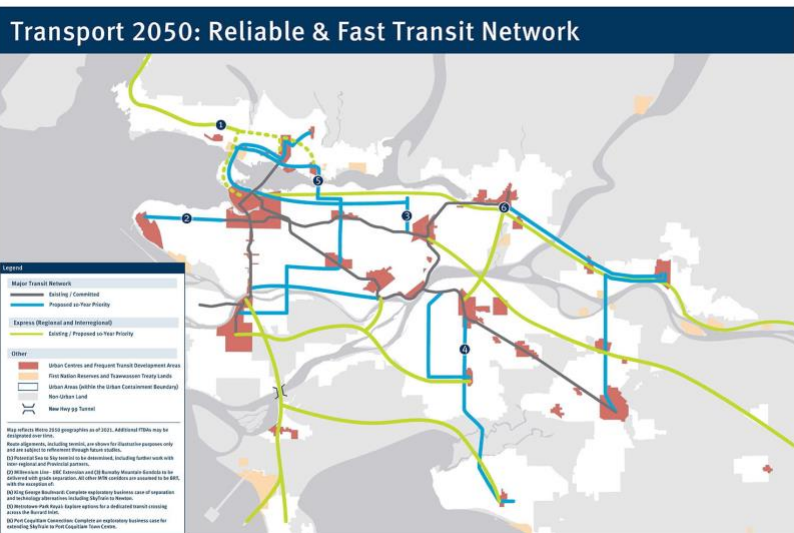 Transport 2050: Reliable & Fast Transit Network
1
5
2
3
6
4
Legend
Major Transit Network
Existing / Committed
Proposed 10-Year Priority
Express (Regional and Interregional)
Existing / Proposed 10-Year Priority
Other
Urban Centres and Frequent Transit Development Areas
First Nation Reserves and Tsawwassen Treaty Lands
Urban Areas (within the Urban Containment Boundary)
Non-Urban Land
New Hwy 99 Tunnel
Map reflects Metro 2050 geographies as of 2021. Additional FTDAs may be
designated over time.
Route alignments, including termini, are shown for illustrative purposes only
and are subject to refinement through future studies.
(1) Potential Sea to Sky termini to be determined, including further work with
inter-regional and Provincial partners.
(2) Millennium Line - UBC Extension and (3) Burnaby Mountain Gondola to be
delivered with grade separation. All other MTN corridors are assumed to be BRT,
with the exception of:
(4) King George Boulevard: Complete exploratory business case of separation
and technology alternatives including SkyTrain to Newton.
(5) Metrotown-Park Royal: Explore options for a dedicated transit crossing
across the Burrard Inlet.
(6) Port Coquitlam Connection: Complete an exploratory business case for
extending SkyTrain to Port Coquitlam Town Centre.